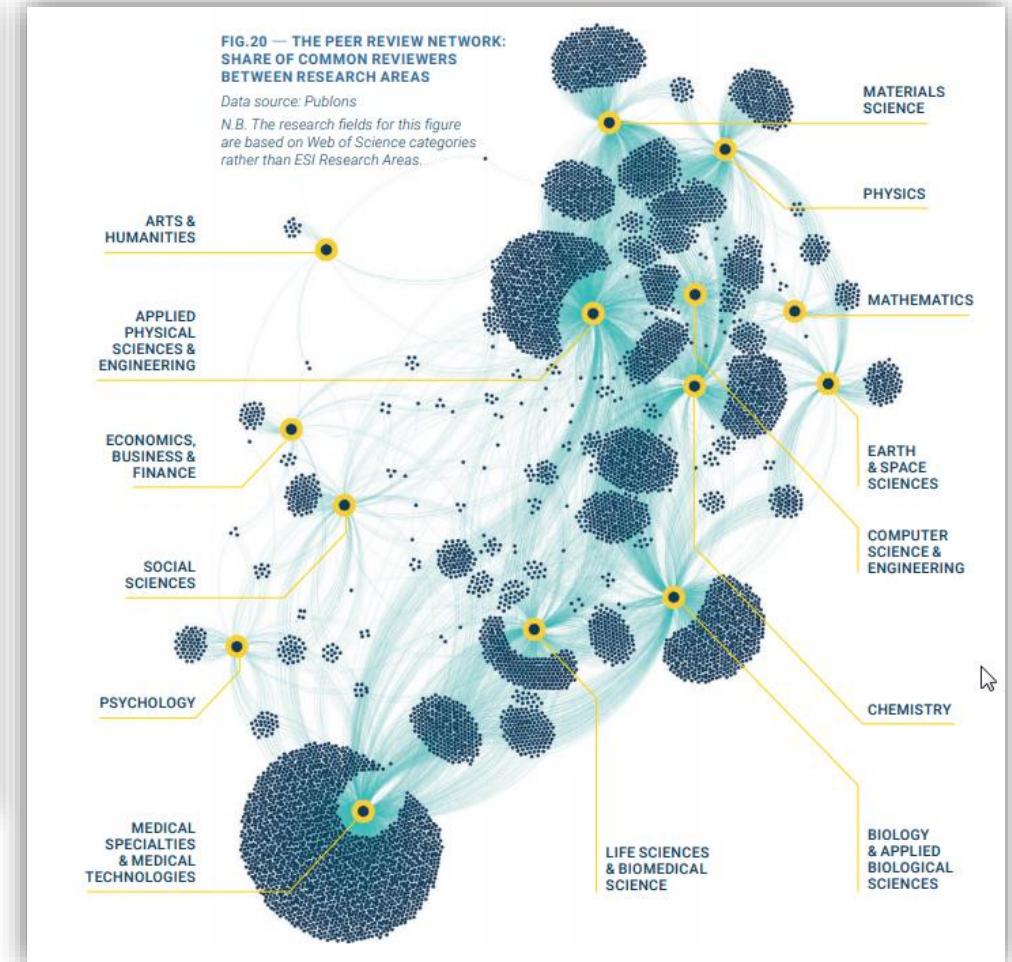 FIG.20 — THE PEER REVIEW NETWORK:
SHARE OF COMMON REVIEWERS
BETWEEN RESEARCH AREAS
Data source: Publons
N.B. The research fields for this figure
are based on Web of Science categories
rather than ESI Research Areas.
MATERIALS
SCIENCE
PHYSICS
ARTS &
HUMANITIES
MATHEMATICS
APPLIED
PHYSICAL
SCIENCES &
ENGINEERING
ECONOMICS,
BUSINESS &
FINANCE
EARTH
& SPACE
SCIENCES
COMPUTER
SCIENCE &
ENGINEERING
SOCIAL
SCIENCES
PSYCHOLOGY
CHEMISTRY
MEDICAL
SPECIALTIES
& MEDICAL
TECHNOLOGIES
LIFE SCIENCES
& BIOMEDICAL
SCIENCE
BIOLOGY
& APPLIED
BIOLOGICAL
SCIENCES